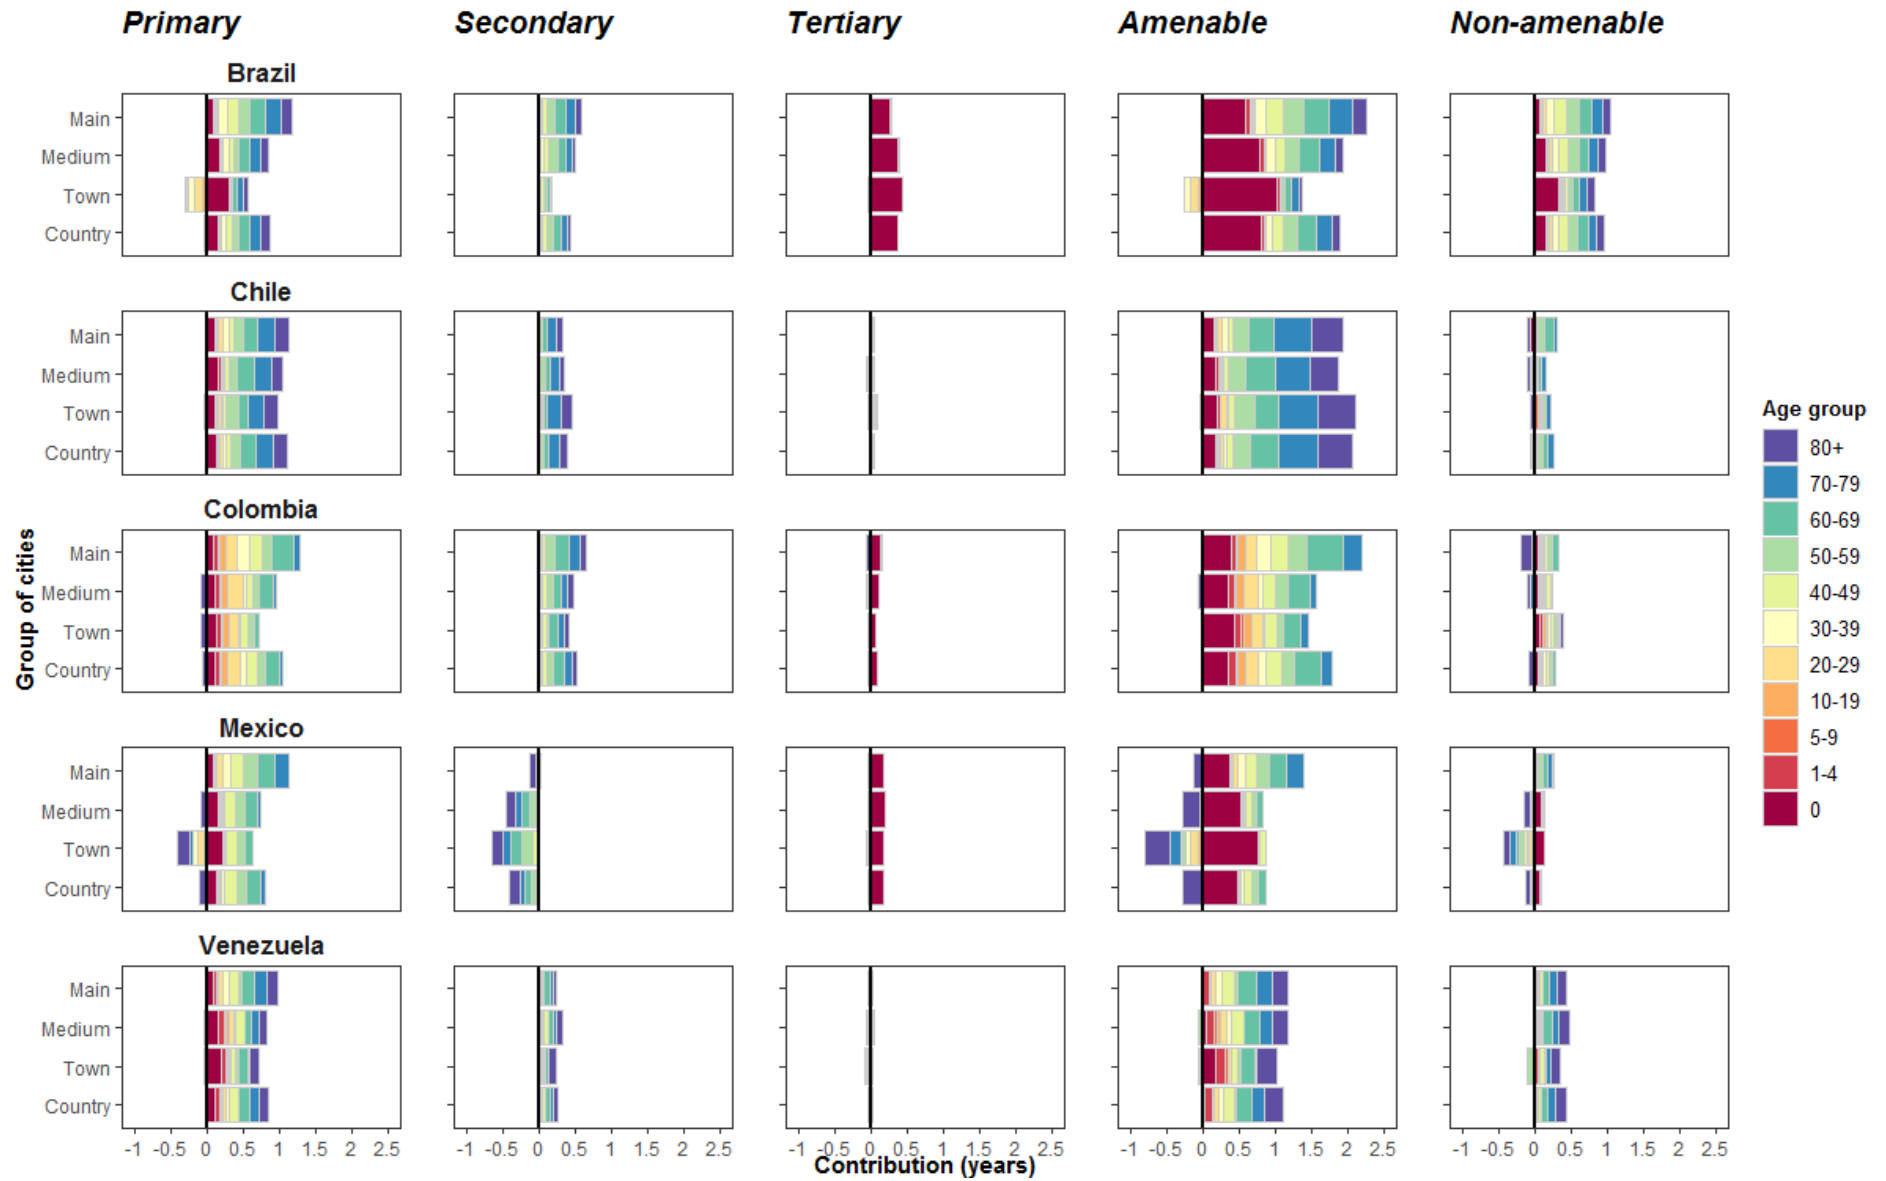 Primary Secondary Tertiary Amenable Non-amenable
Brazil
Main
Medium
Town
Country
Chile
Main
Medium
Town
Country
Colombia
Main
Medium
Town
Country
Mexico
Main
Medium
Town
Country
Venezuela
Main
Medium
Town
Country
Group of cities
-1 -0.5 0 0.5 1 1.5 2 2.5 -1 -0.5 0 0.5 1 1.5 2 2.5 -1 -0.5 0 0.5 1 1.5 2 2.5 -1 -0.5 0 0.5 1 1.5 2 2.5 -1 -0.5 0 0.5 1 1.5 2 2.5
Contribution (years)
Age group
80+
70-79
60-69
50-59
40-49
30-39
20-29
10-19
5-9
1-4
0